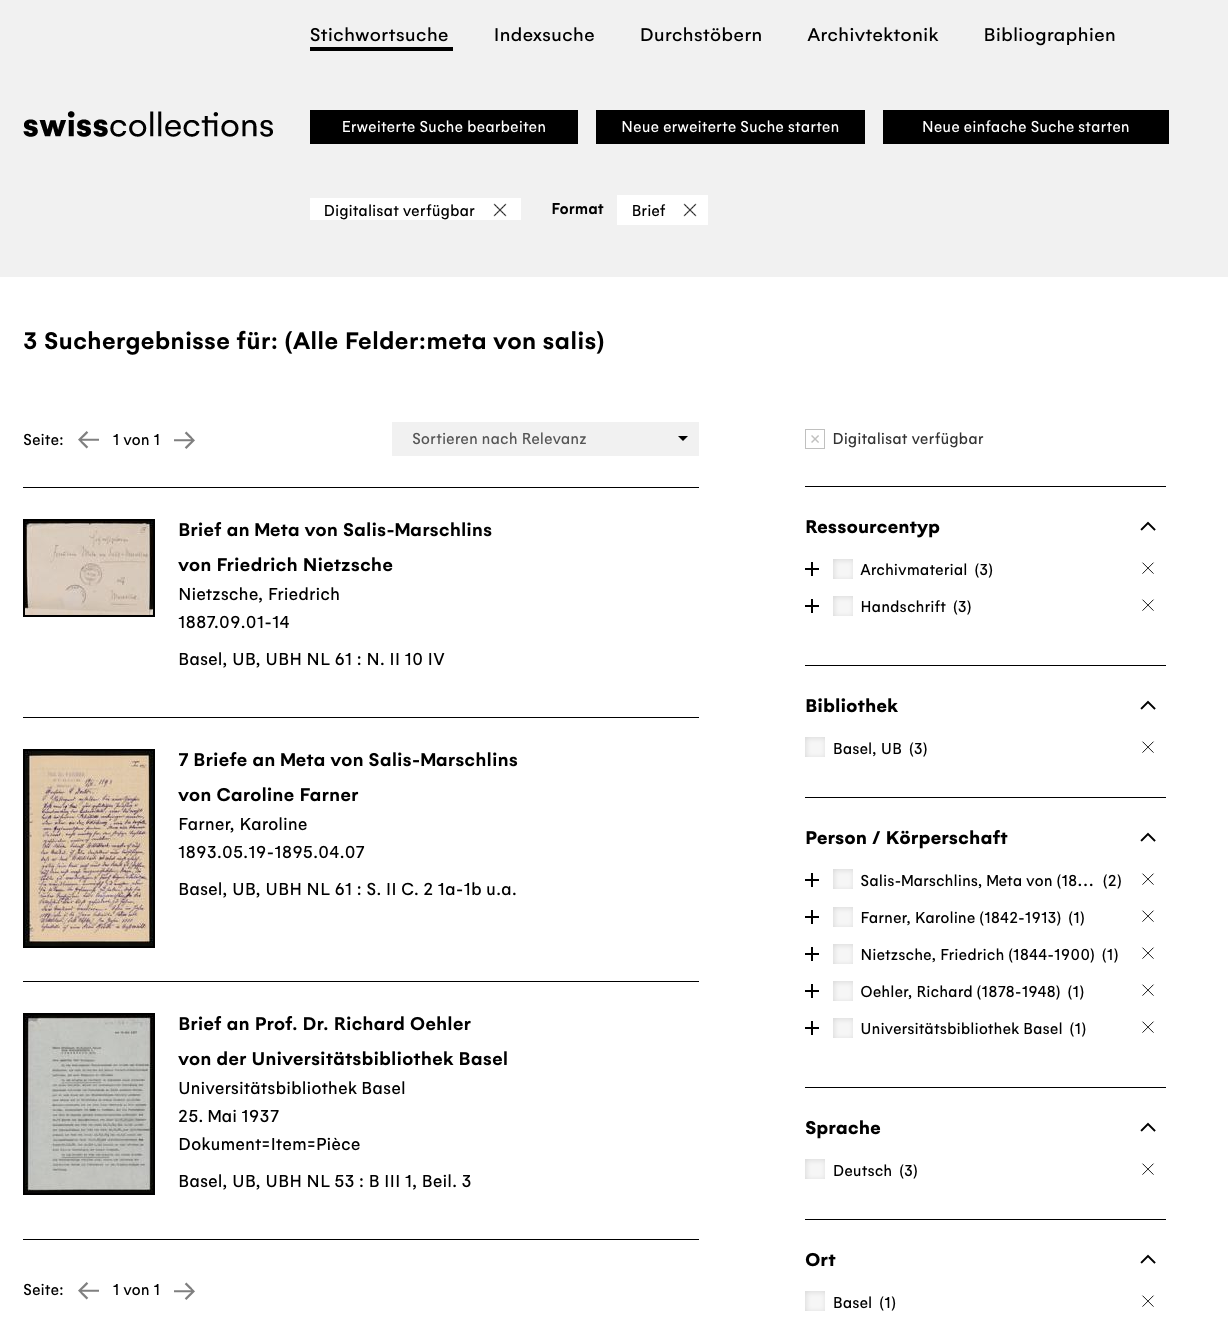 Stichwortsuche Indexsuche Durchstöbern Archivtektonik Bibliographien
swisscollections
Erweiterte Suche bearbeiten Neue erweiterte Suche starten Neue einfache Suche starten
Digitalisat verfügbar Format Brief
3 Suchergebnisse für: (Alle Felder:meta von salis)
Seite: 1 von 1
Sortieren nach Relevanz
Brief an Meta von Salis-Marschlins
von Friedrich Nietzsche
Nietzsche, Friedrich
1887.09.01-14
Basel, UB, UBH NL 61 : N. II 10 IV
7 Briefe an Meta von Salis-Marschlins
von Caroline Farner
Farner, Karoline
1893.05.19-1895.04.07
Basel, UB, UBH NL 61 : S. II C. 2 1a-1b u.a.
Brief an Prof. Dr. Richard Oehler
von der Universitätsbibliothek Basel
Universitätsbibliothek Basel
25. Mai 1937
Dokument=Item=Pièce
Basel, UB, UBH NL 53 : B III 1, Beil. 3
Seite: 1 von 1
Digitalisat verfügbar
Ressourcentyp
Archivmaterial (3)
Handschrift (3)
Bibliothek
Basel, UB (3)
Person / Körperschaft
Salis-Marschlins, Meta von (18... (2)
Farner, Karoline (1842-1913) (1)
Nietzsche, Friedrich (1844-1900) (1)
Oehler, Richard (1878-1948) (1)
Universitätsbibliothek Basel (1)
Sprache
Deutsch (3)
Ort
Basel (1)